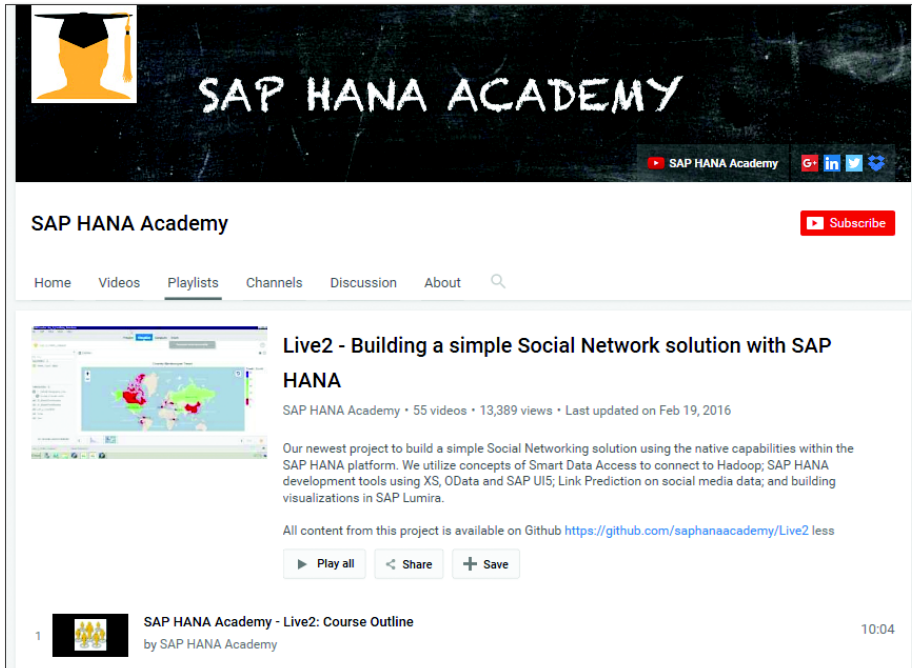 SAP HANA ACADEMY
SAP HANA Academy
G+ in
SAP HANA Academy
Subscribe
Home Videos Playlists Channels Discussion About
Live2 - Building a simple Social Network solution with SAP
HANA
SAP HANA Academy • 55 videos • 13,389 views • Last updated on Feb 19, 2016
Our newest project to build a simple Social Networking solution using the native capabilities within the
SAP HANA platform. We utilize concepts of Smart Data Access to connect to Hadoop; SAP HANA
development tools using XS, OData and SAP UI5; Link Prediction on social media data; and building
visualizations in SAP Lumira.
All content from this project is available on Github https://github.com/saphanaacademy/Live2 less
Play all Share Save
1 SAP HANA Academy - Live2: Course Outline 10:04
by SAP HANA Academy